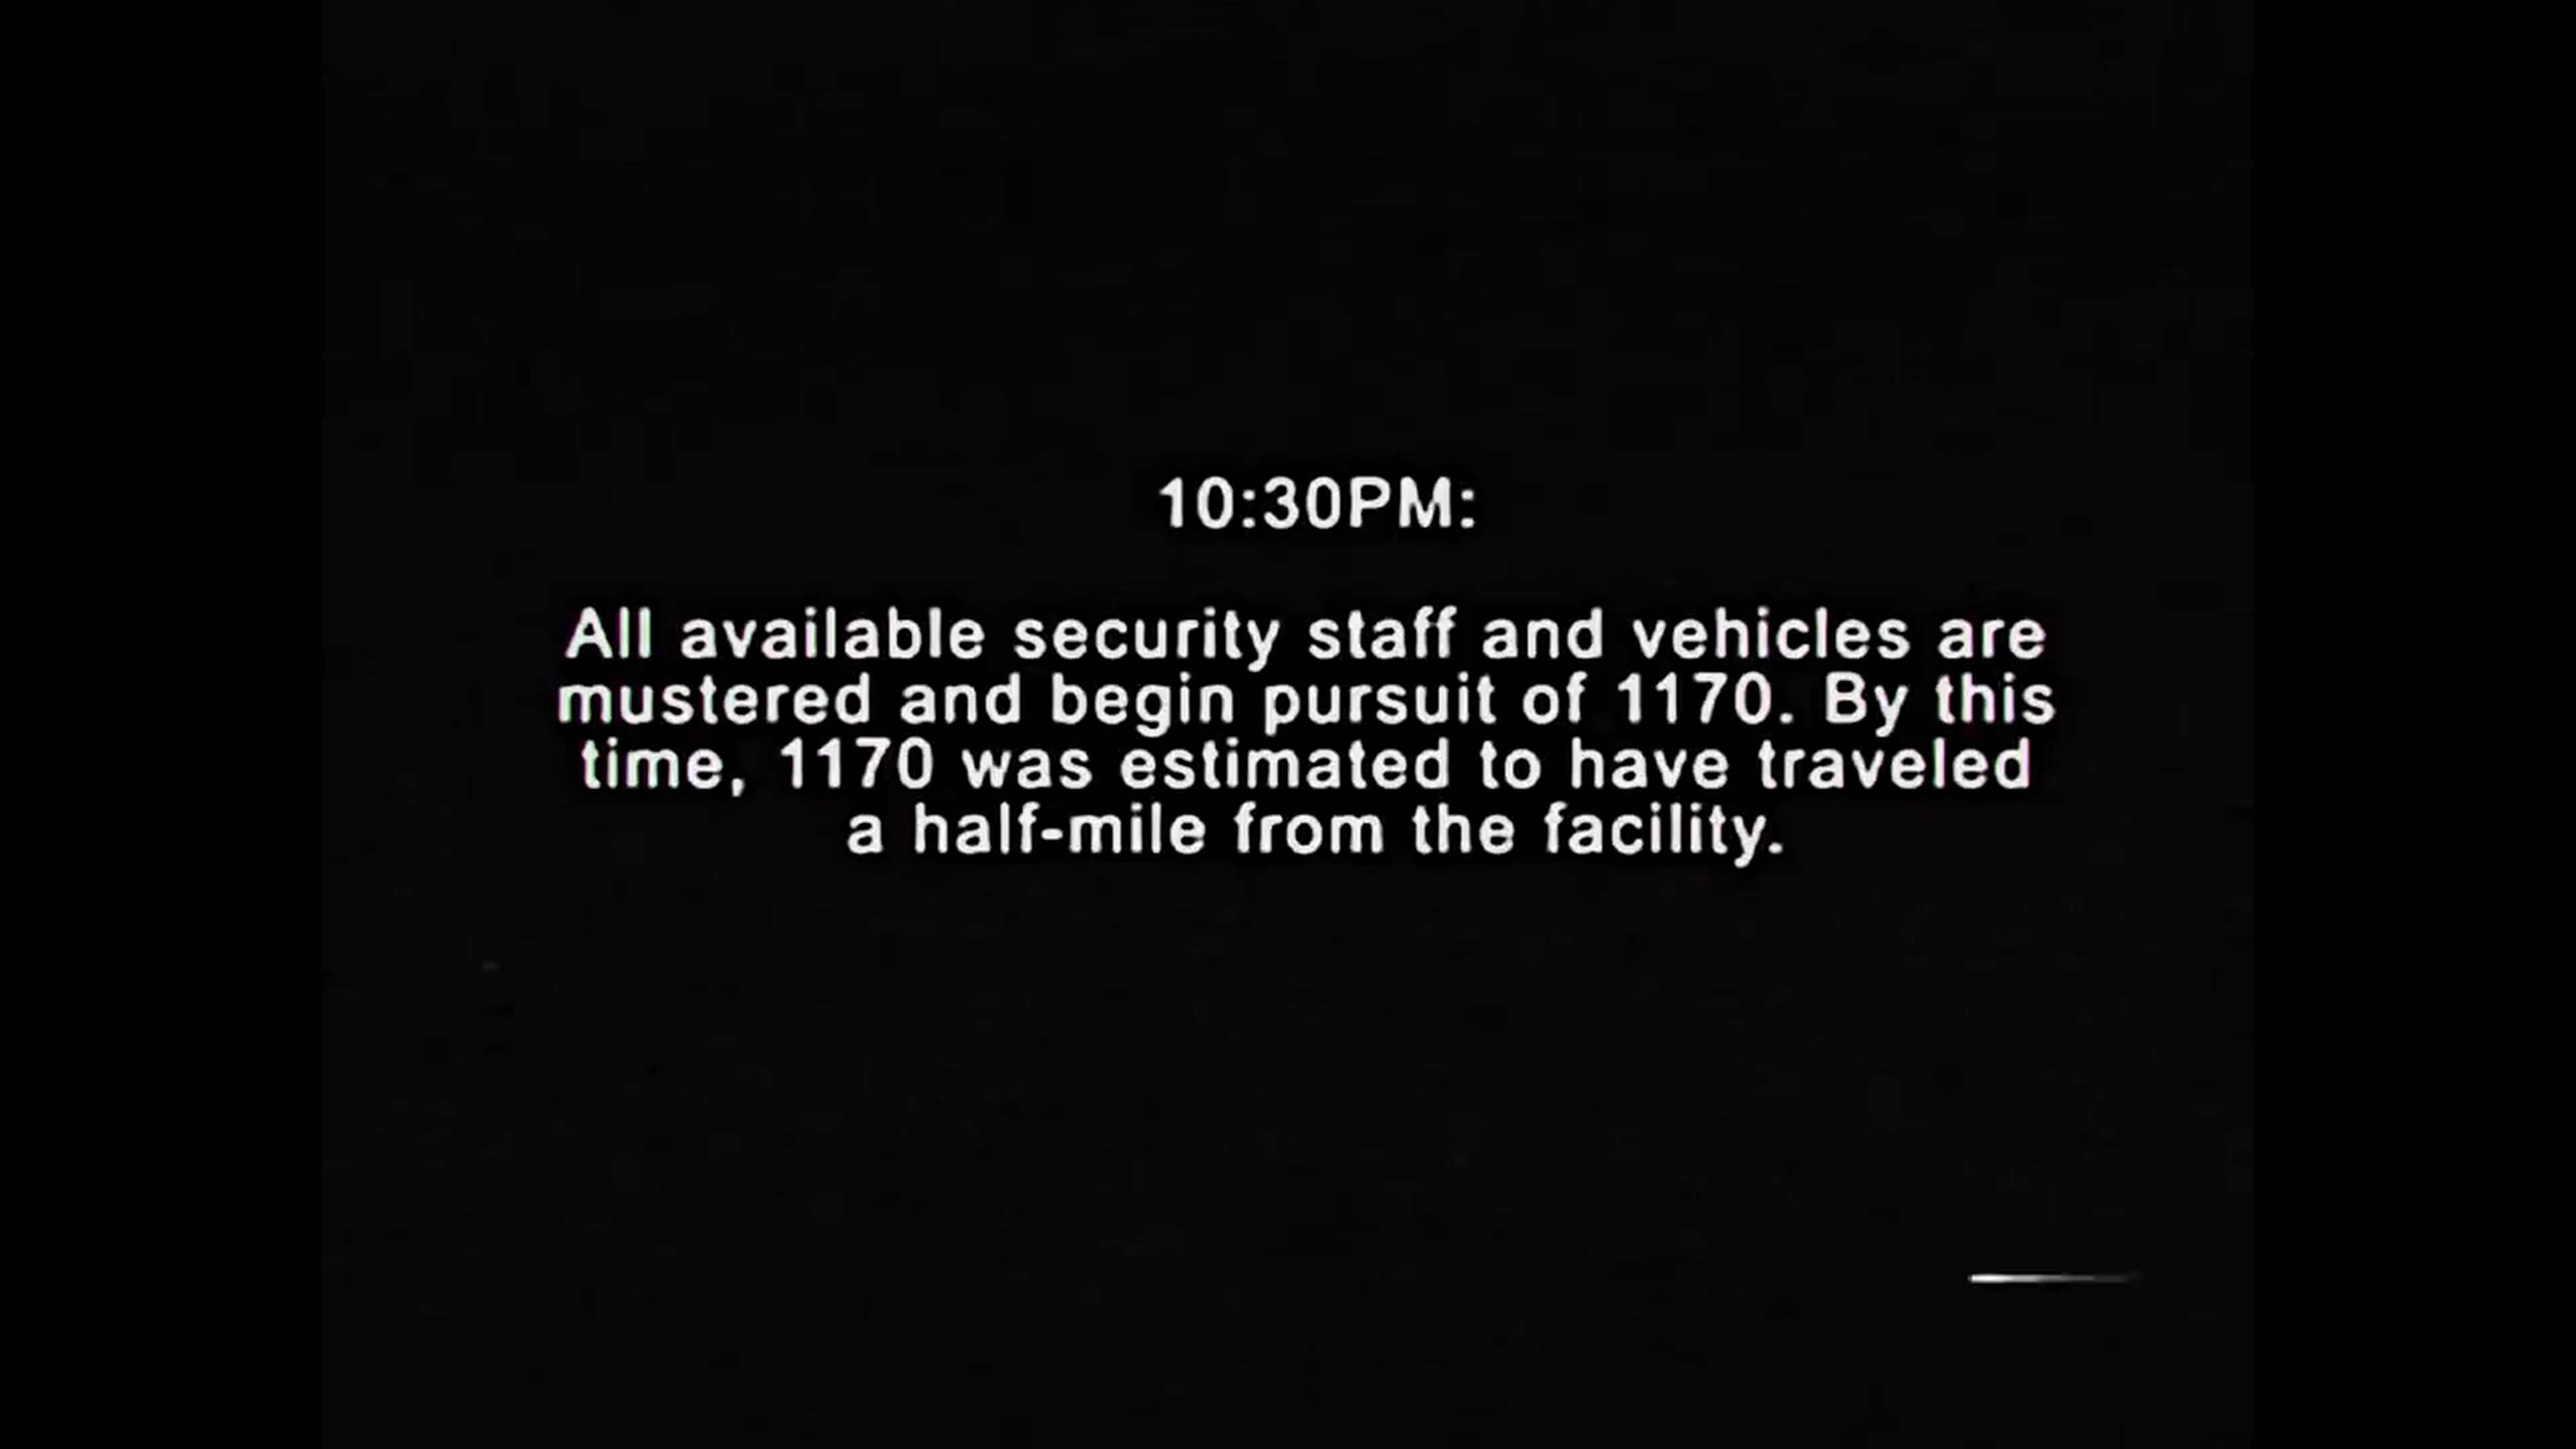 10:30PM:
All available security staff and vehicles are
mustered and begin pursuit of 1170. By this
time, 1170 was estimated to have traveled
a half-mile from the facility.